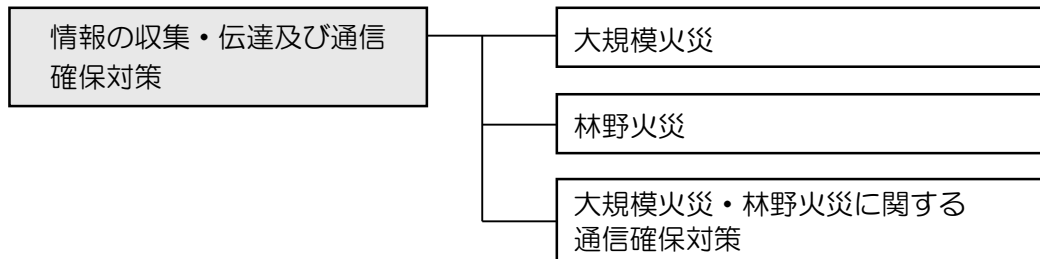 情報の収集・伝達及び通信
確保対策
大規模火災
林野火災
大規模火災・林野火災に関する
通信確保対策